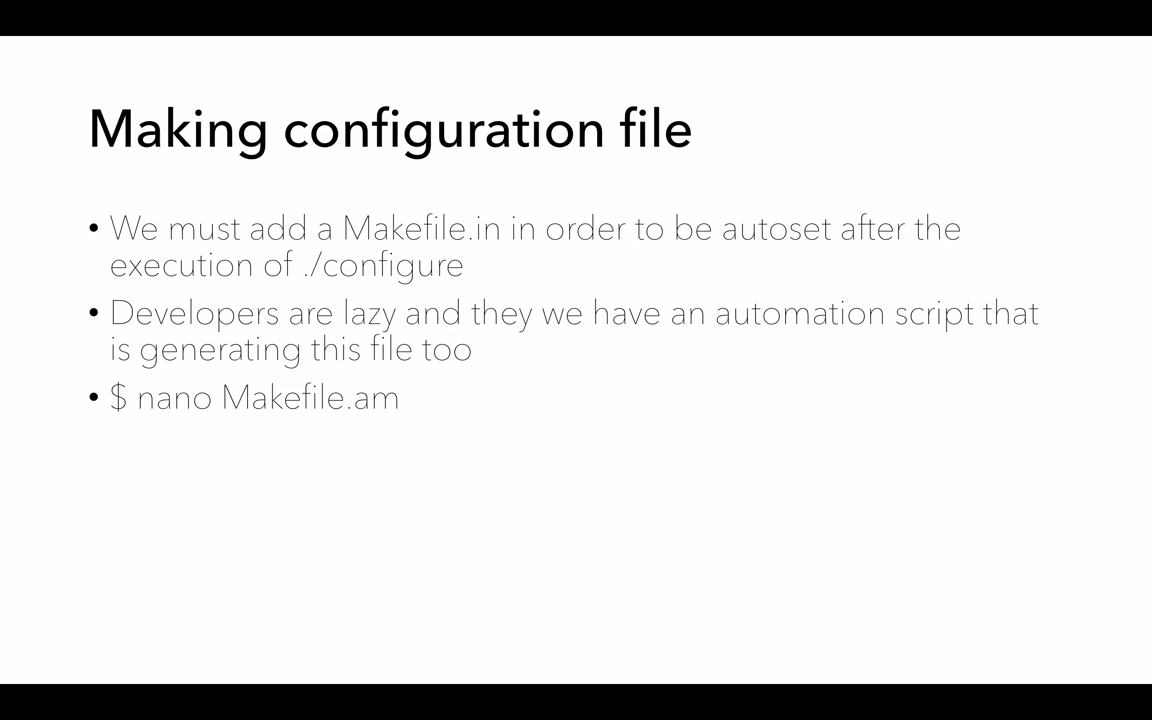 Making configuration file
• We must add a Makefile.in in order to be autoset after the
execution of ./configure
• Developers are lazy and they we have an automation script that
is generating this file too
• $ nano Makefile.am